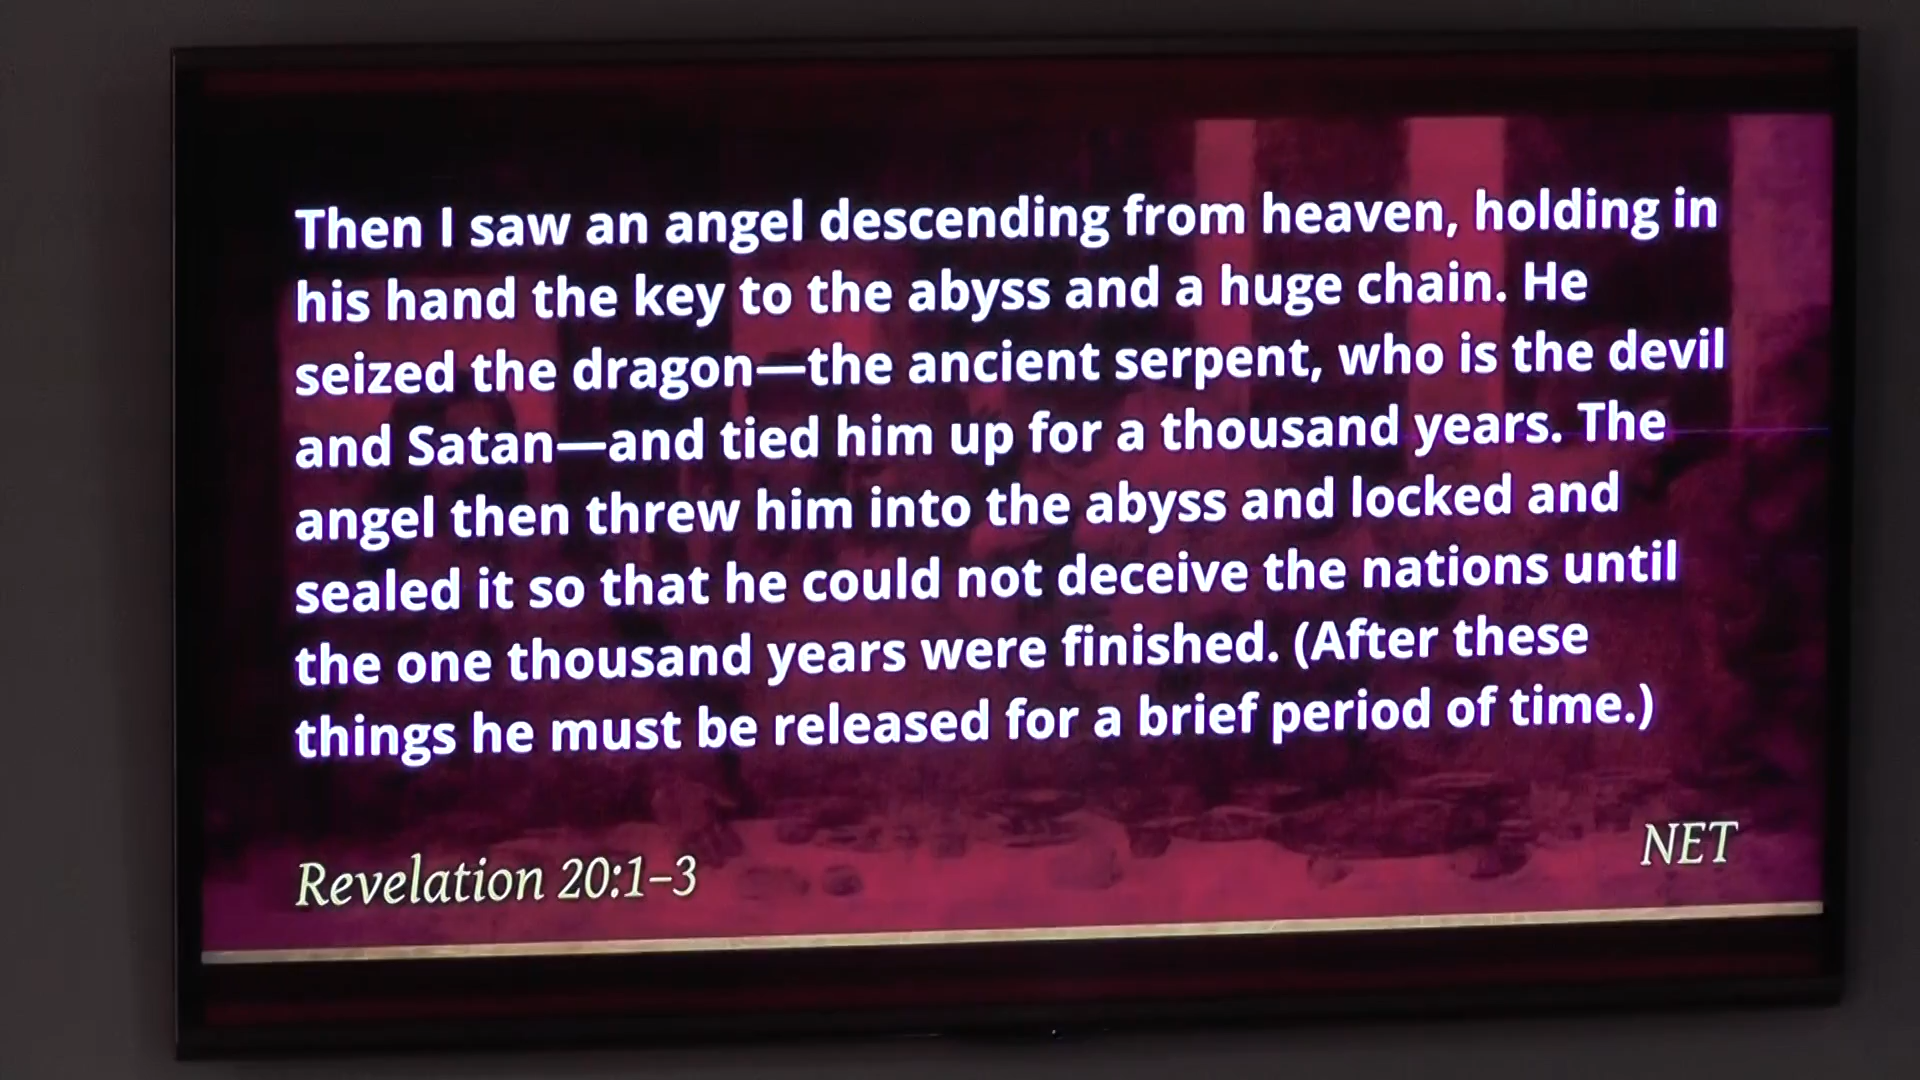 Then I saw an angel descending from heaven, holding in
his hand the key to the abyss and a huge chain. He
seized the dragon—the ancient serpent, who is the devil
and Satan—and tied him up for a thousand years. The
angel then threw him into the abyss and locked and
sealed it so that he could not deceive the nations until
the one thousand years were finished. (After these
things he must be released for a brief period of time.)
Revelation 20:1–3
NET